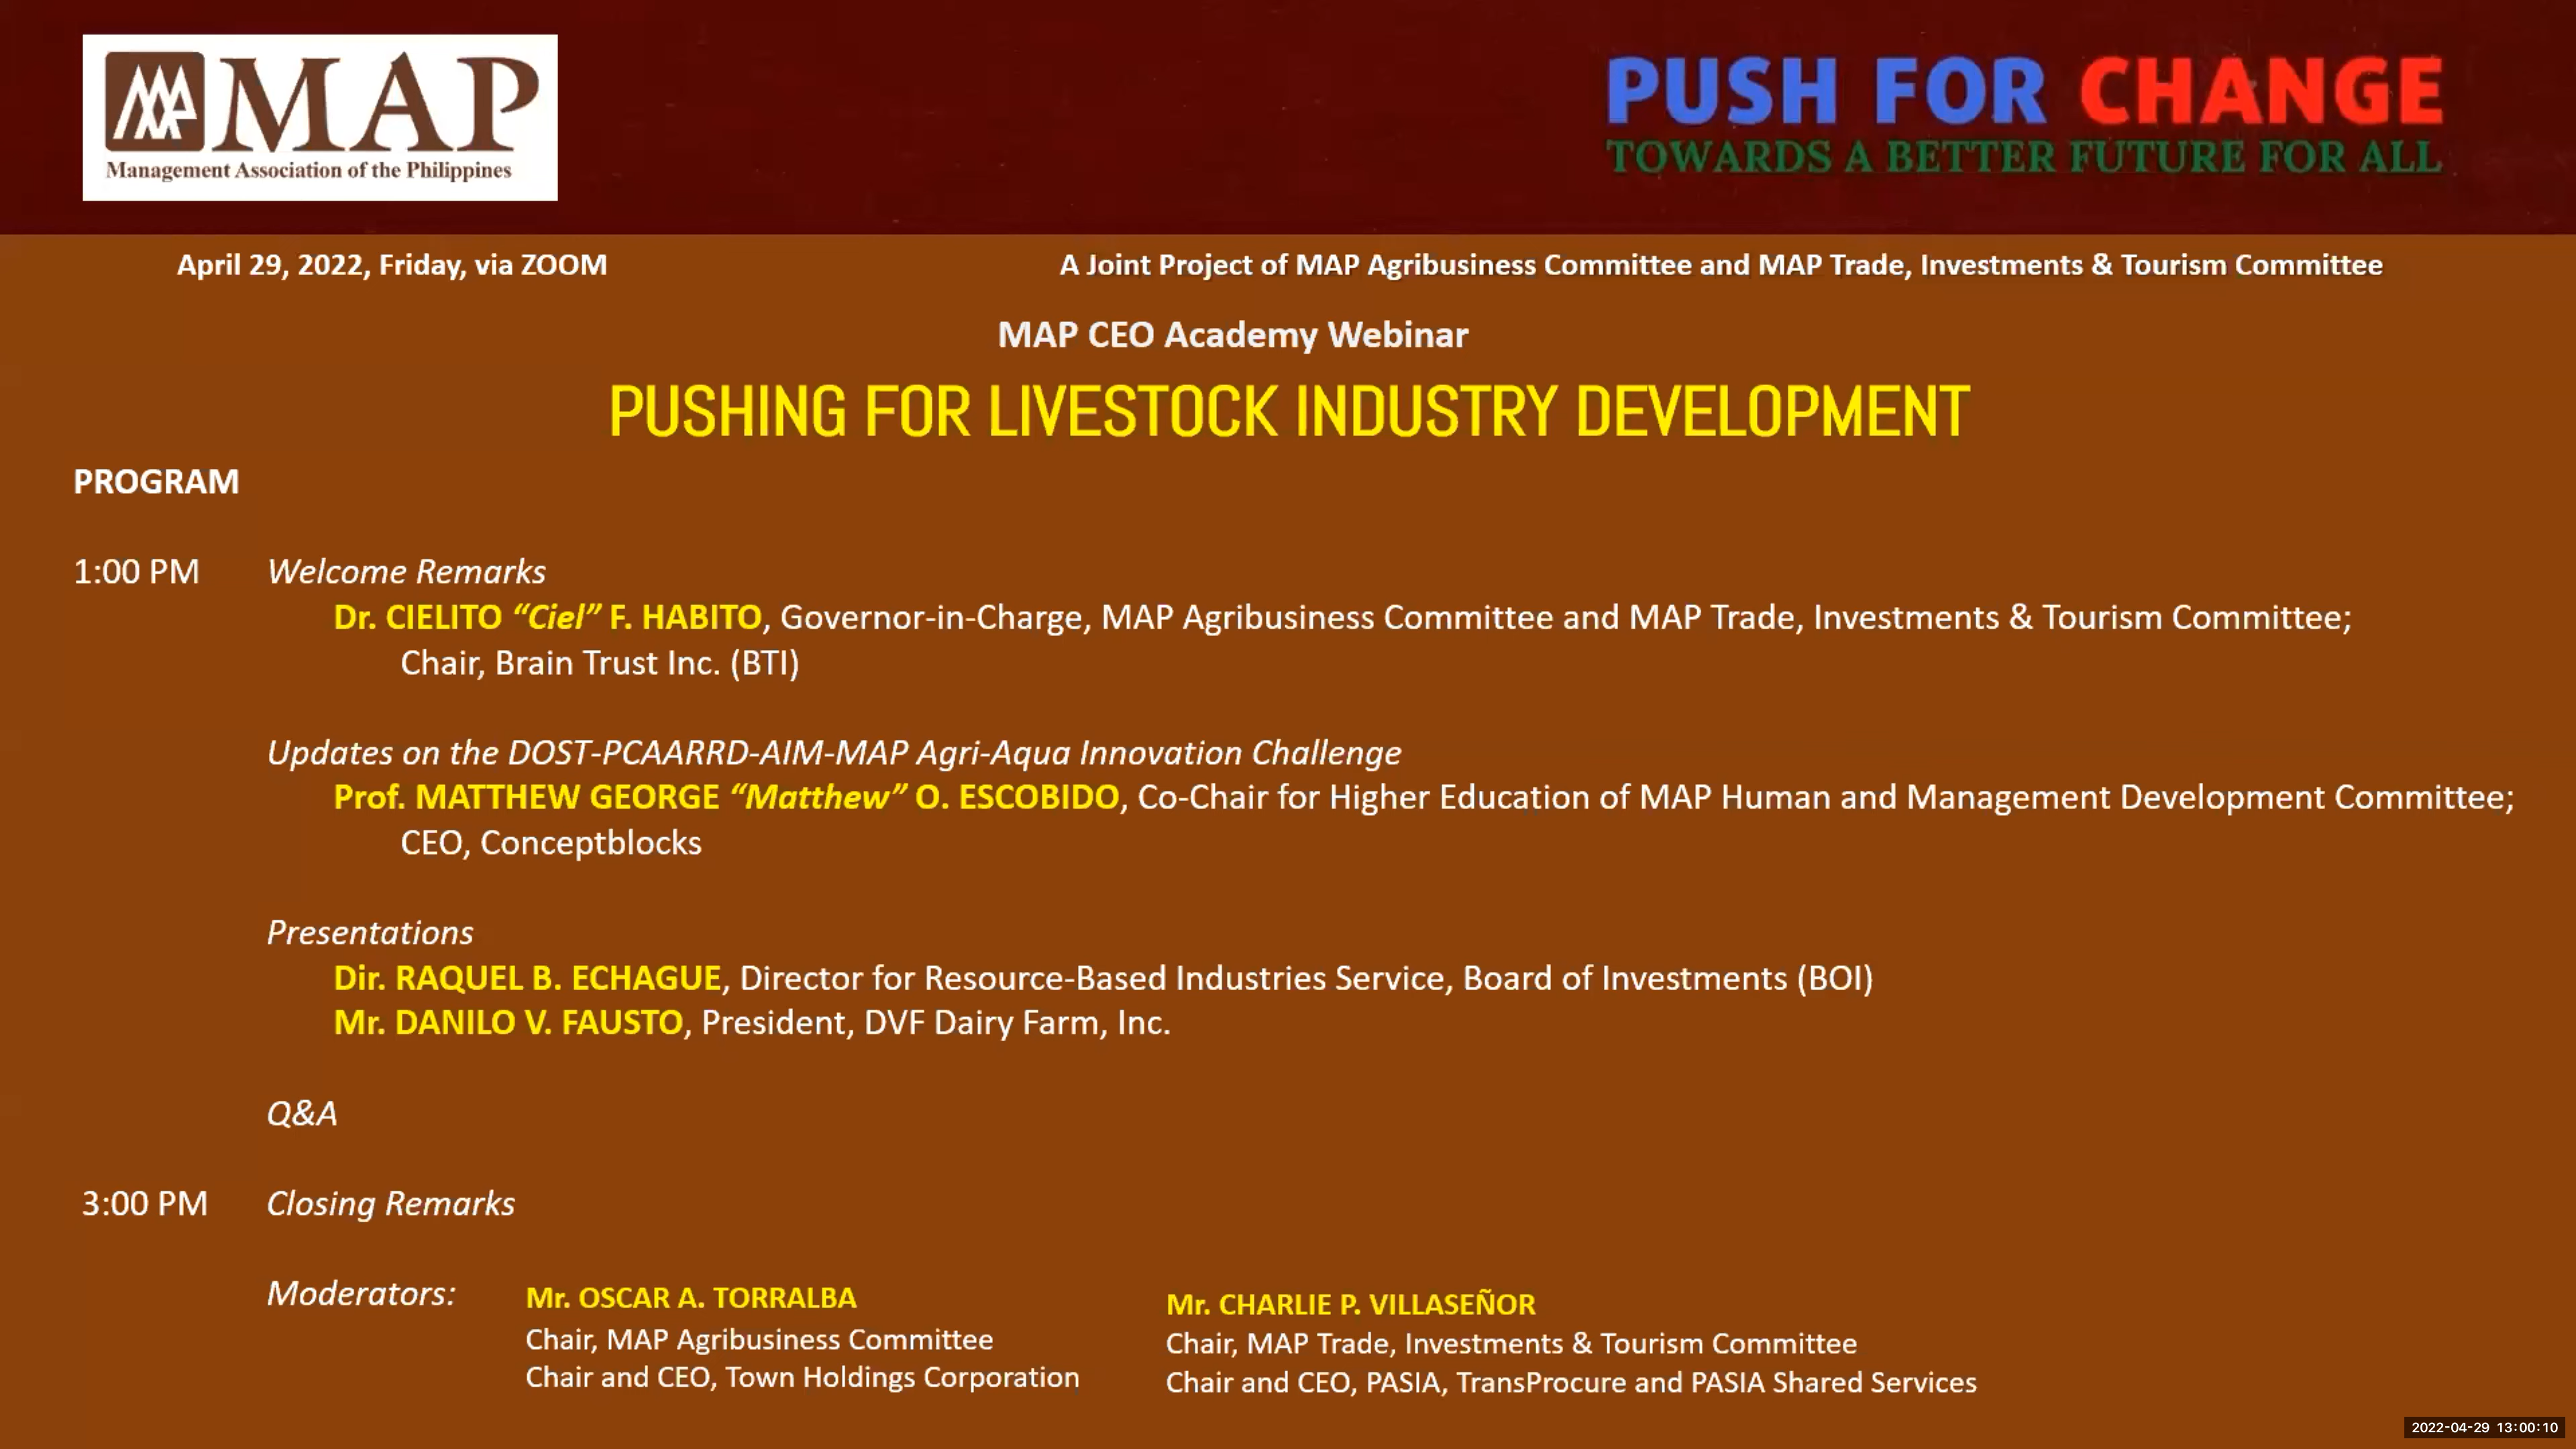 MAP
Management Association of the Philippines
PUSH FOR CHANGE
TOWARDS A BETTER FUTURE FOR ALL
April 29, 2022, Friday, via ZOOM
A Joint Project of MAP Agribusiness Committee and MAP Trade, Investments & Tourism Committee
MAP CEO Academy Webinar
PUSHING FOR LIVESTOCK INDUSTRY DEVELOPMENT
PROGRAM
1:00 PM Welcome Remarks
Dr. CIELITO “Ciel” F. HABITO, Governor-in-Charge, MAP Agribusiness Committee and MAP Trade, Investments & Tourism Committee;
Chair, Brain Trust Inc. (BTI)
Updates on the DOST-PCAARRD-AIM-MAP Agri-Aqua Innovation Challenge
Prof. MATTHEW GEORGE “Matthew” O. ESCOBIDO, Co-Chair for Higher Education of MAP Human and Management Development Committee;
CEO, Conceptblocks
Presentations
Dir. RAQUEL B. ECHAGUE, Director for Resource-Based Industries Service, Board of Investments (BOI)
Mr. DANILO V. FAUSTO, President, DVF Dairy Farm, Inc.
Q&A
3:00 PM Closing Remarks
Moderators:
Mr. OSCAR A. TORRALBA
Chair, MAP Agribusiness Committee
Chair and CEO, Town Holdings Corporation
Mr. CHARLIE P. VILLASEÑOR
Chair, MAP Trade, Investments & Tourism Committee
Chair and CEO, PASIA, TransProcure and PASIA Shared Services
2022-04-29 13:00:10